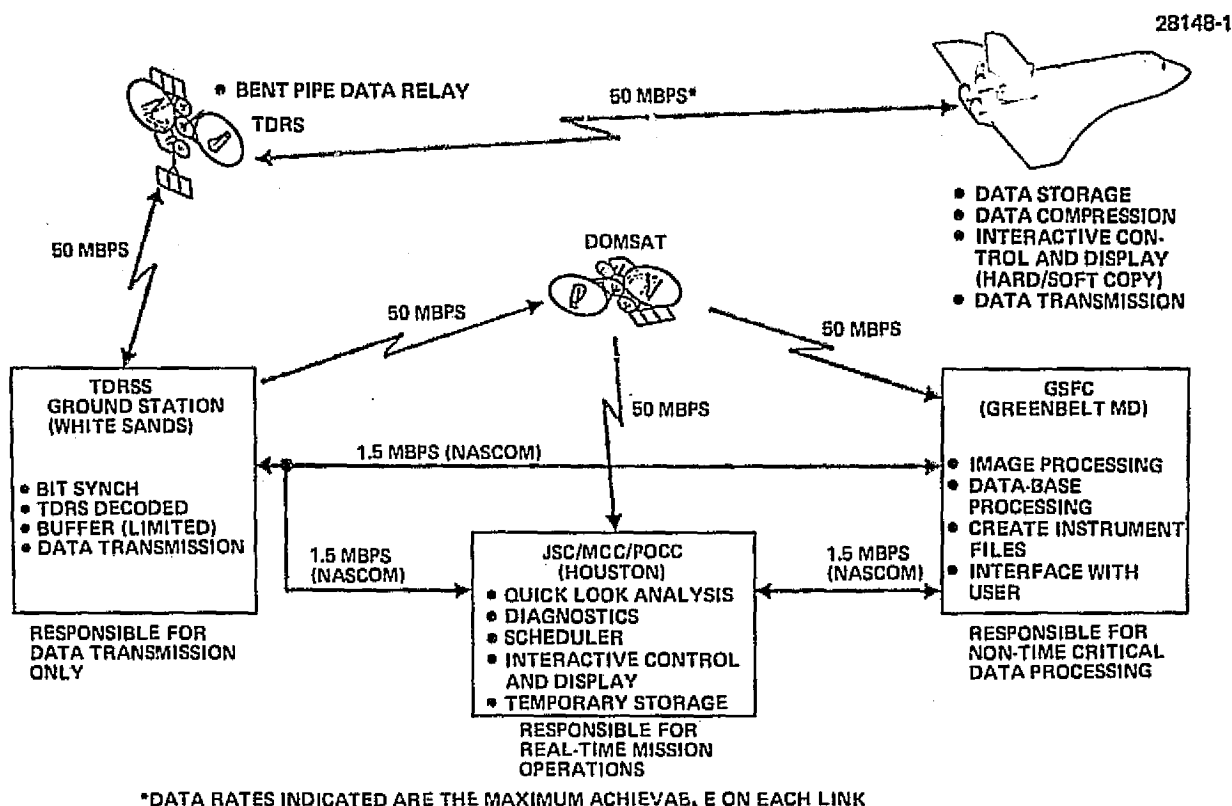 28148-1
• BENT PIPE DATA RELAY
TDRS
50 MBPS*
• DATA STORAGE
• DATA COMPRESSION
• INTERACTIVE CON-
TROL AND DISPLAY
(HARD/SOFT COPY)
• DATA TRANSMISSION
50 MBPS
DOMSAT
50 MBPS
50 MBPS
50 MBPS
TDRSS
GROUND STATION
(WHITE SANDS)
• BIT SYNCH
• TDRS DECODED
• BUFFER (LIMITED)
• DATA TRANSMISSION
RESPONSIBLE FOR
DATA TRANSMISSION
ONLY
1.5 MBPS (NASCOM)
1.5 MBPS
(NASCOM)
JSC/MCC/POCC
(HOUSTON)
• QUICK LOOK ANALYSIS
• DIAGNOSTICS
• SCHEDULER
• INTERACTIVE CONTROL
AND DISPLAY
• TEMPORARY STORAGE
RESPONSIBLE FOR
REAL-TIME MISSION
OPERATIONS
1.5 MBPS
(NASCOM)
GSFC
(GREENBELT MD)
• IMAGE PROCESSING
• DATA-BASE
PROCESSING
• CREATE INSTRUMENT
FILES
• INTERFACE WITH
USER
RESPONSIBLE FOR
NON-TIME CRITICAL
DATA PROCESSING
*DATA RATES INDICATED ARE THE MAXIMUM ACHIEVAB, E ON EACH LINK